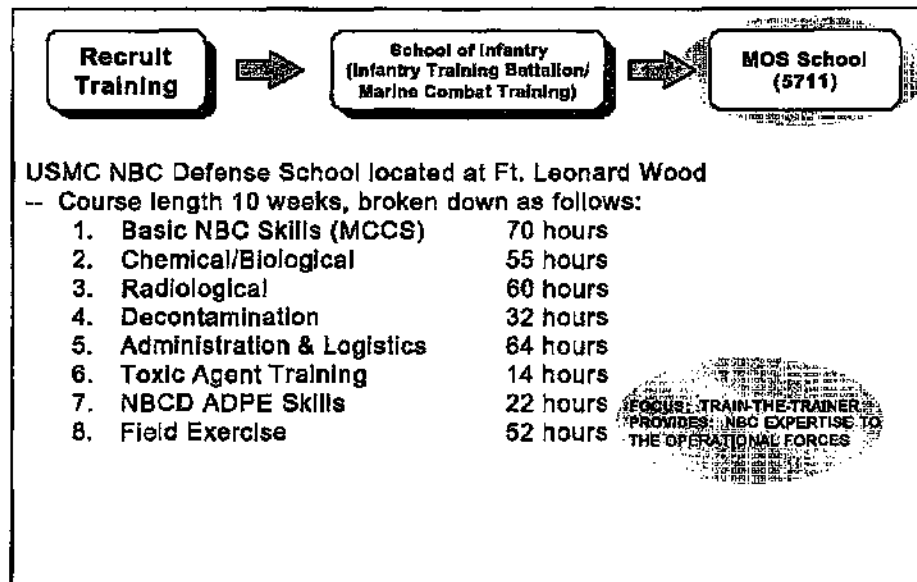 Recruit
Training
School of Infantry
(Infantry Training Battalion/
Marine Combat Training)
MOS School
(5711)
USMC NBC Defense School located at Ft. Leonard Wood
-- Course length 10 weeks, broken down as follows:
1. Basic NBC Skills (MCCS) 70 hours
2. Chemical/Biological 55 hours
3. Radiological 60 hours
4. Decontamination 32 hours
5. Administration & Logistics 64 hours
6. Toxic Agent Training 14 hours
7. NBCD ADPE Skills 22 hours
8. Field Exercise 52 hours
FOCUS: TRAIN-THE-TRAINER
PROVIDES: NBC EXPERTISE TO
THE OPERATIONAL FORCES